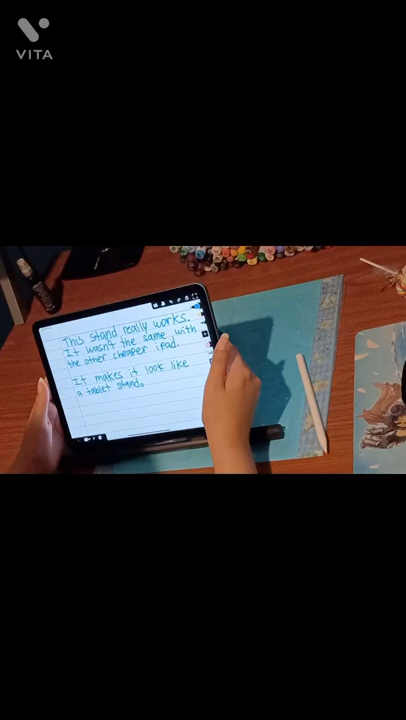 VITA
This stand really works.
It wasn't the same with
the other cheaper ipad.
It makes it look like
a tablet stand.